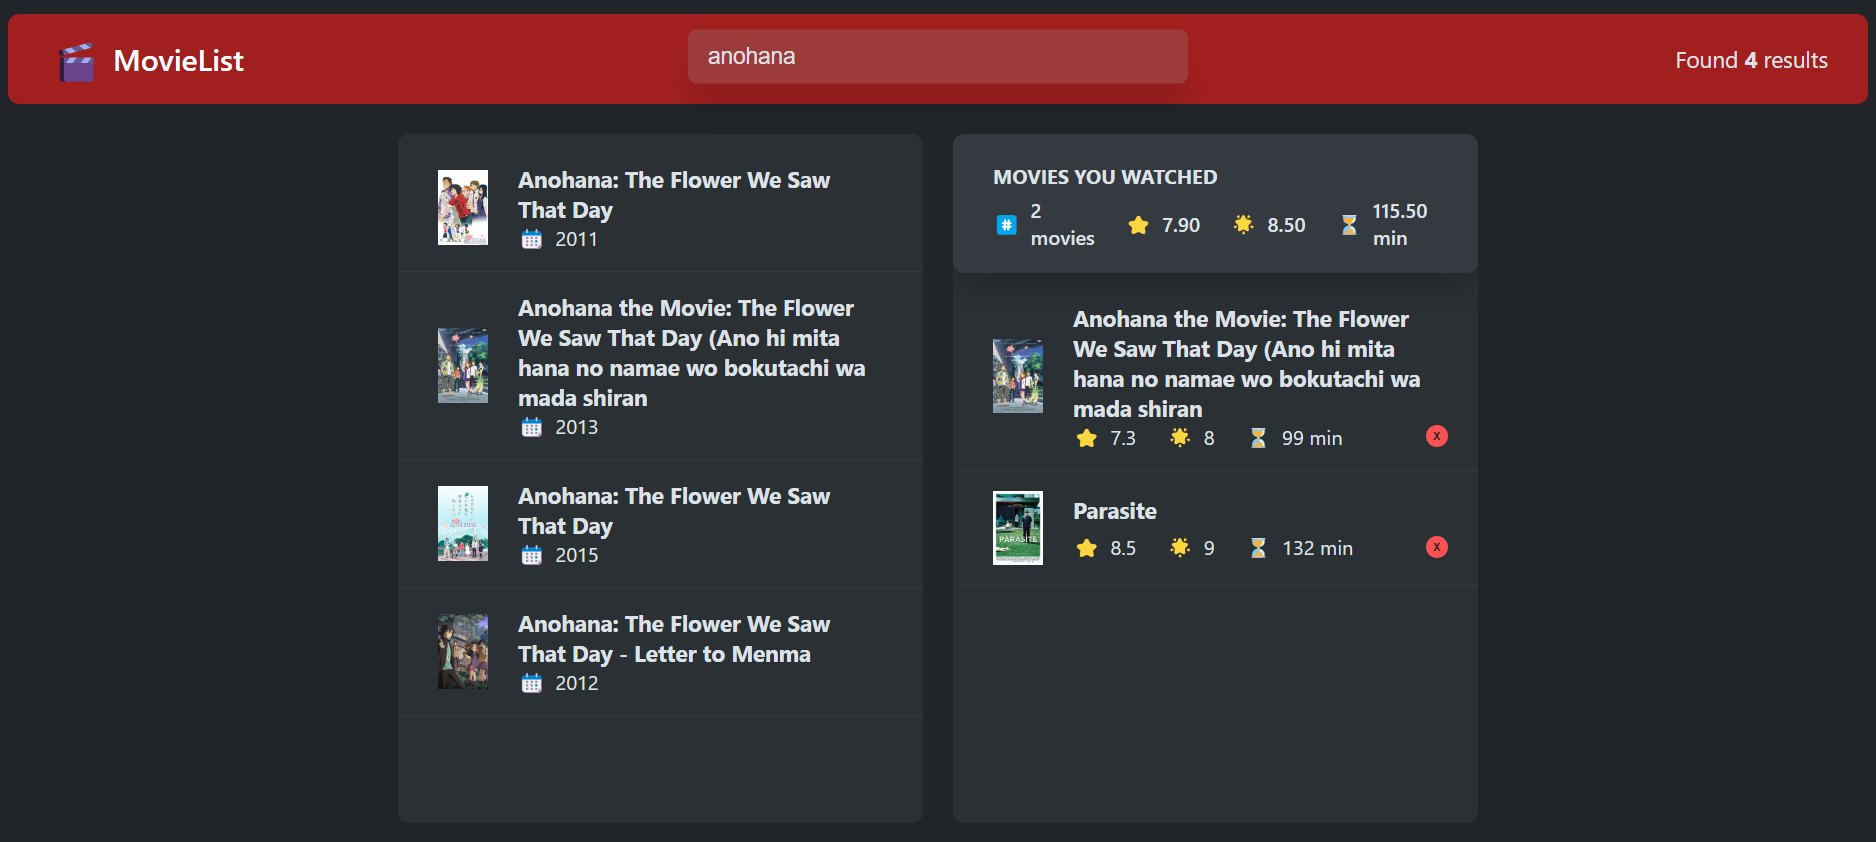 MovieList
anohana
Found 4 results
Anohana: The Flower We Saw
That Day
2011
Anohana the Movie: The Flower
We Saw That Day (Ano hi mita
hana no namae wo bokutachi wa
mada shiran
2013
Anohana: The Flower We Saw
That Day
2015
Anohana: The Flower We Saw
That Day - Letter to Menma
2012
MOVIES YOU WATCHED
# 2
movies
7.90
8.50
115.50
min
Anohana the Movie: The Flower
We Saw That Day (Ano hi mita
hana no namae wo bokutachi wa
mada shiran
7.3 8 99 min X
PARASITE
Parasite
8.5 9 132 min X